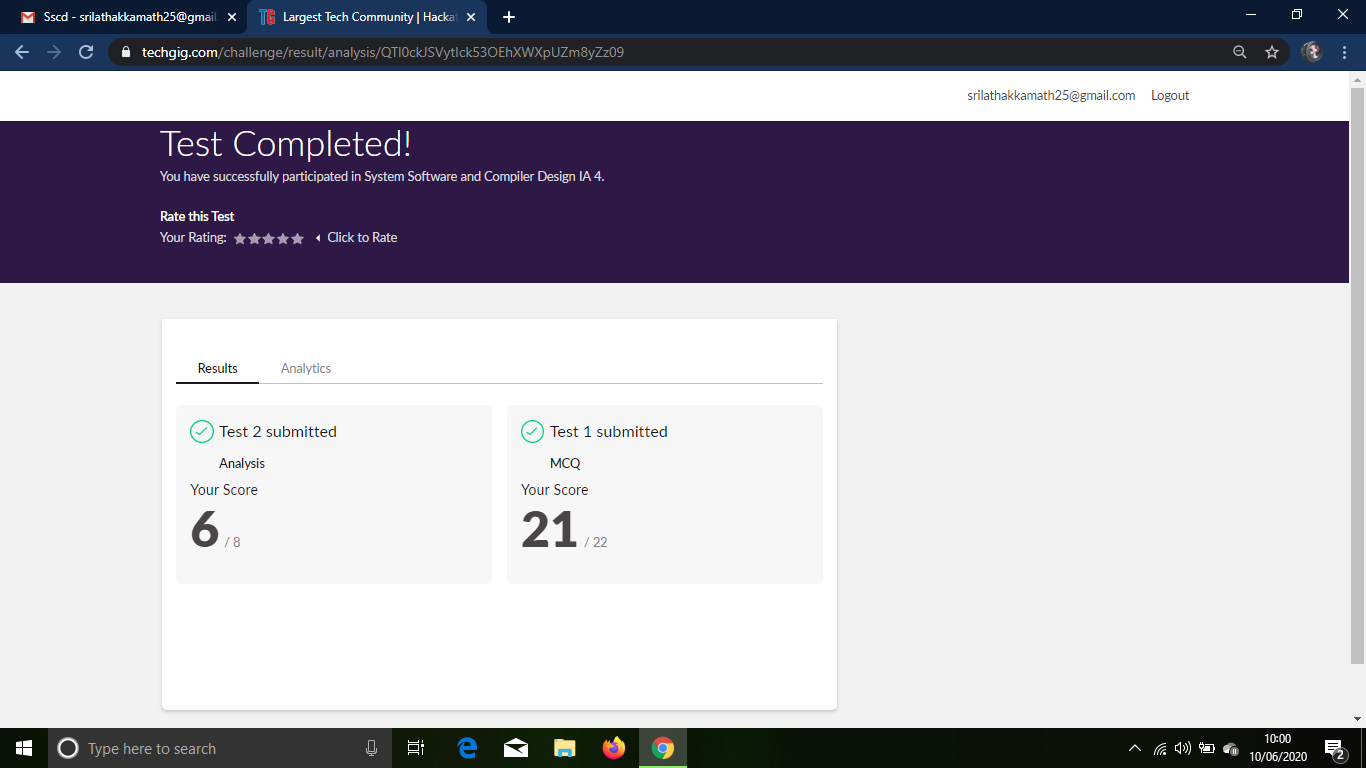 Sscd - srilathakkamath25@gmail
Largest Tech Community | Hackat
techgig.com/challenge/result/analysis/
srilathakkamath25@gmail.com Logout
Test Completed!
You have successfully participated in System Software and Compiler Design IA 4.
Rate this Test
Your Rating: Click to Rate
Results Analytics
Test 2 submitted
Analysis
Your Score
6 / 8
Test 1 submitted
MCQ
Your Score
21 / 22
Type here to search
10:00
10/06/2020
2